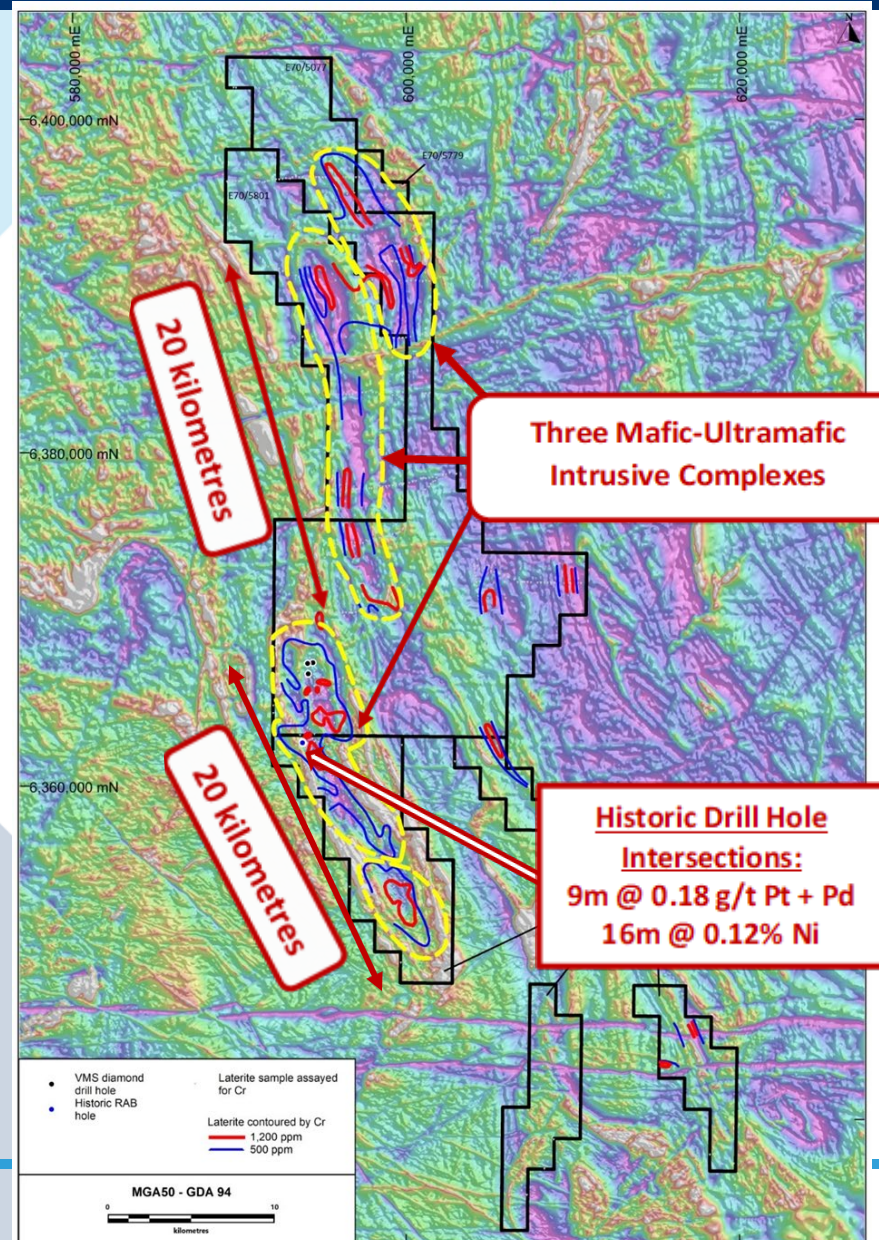 580,000 mE
600,000 mE
620,000 mE
N
E70/5077
6,400,000 mN
E70/5779
E70/5801
20 kilometres
Three Mafic-Ultramafic
Intrusive Complexes
6,380,000 mN
6,360,000 mN
20 kilometres
Historic Drill Hole
Intersections:
9m @ 0.18 g/t Pt + Pd
16m @ 0.12% Ni
VMS diamond
drill hole
Historic RAB
hole
Laterite sample assayed
for Cr
Laterite contoured by Cr
1,200 ppm
500 ppm
MGA50 - GDA 94
0
10
kilometres